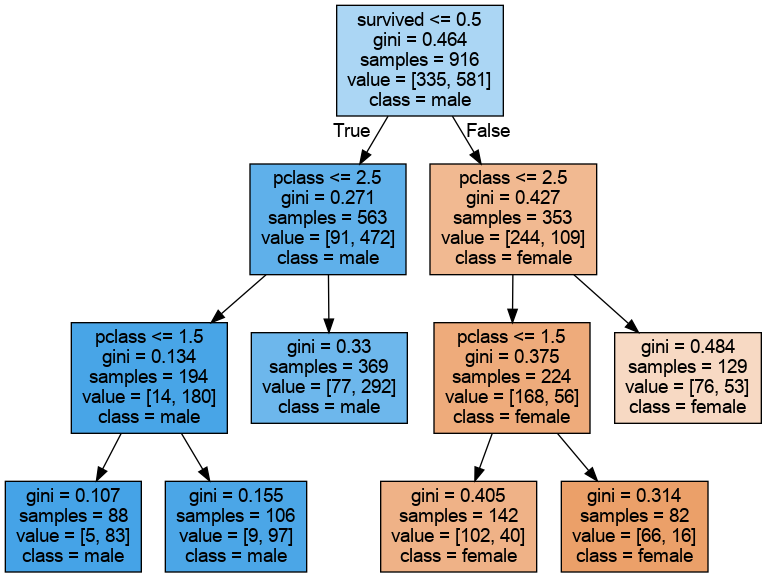 survived <= 0.5
gini = 0.464
samples = 916
value = [335, 581]
class = male
True
False
pclass <= 2.5
gini = 0.271
samples = 563
value = [91, 472]
class = male
pclass <= 2.5
gini = 0.427
samples = 353
value = [244, 109]
class = female
pclass <= 1.5
gini = 0.134
samples = 194
value = [14, 180]
class = male
gini = 0.33
samples = 369
value = [77, 292]
class = male
pclass <= 1.5
gini = 0.375
samples = 224
value = [168, 56]
class = female
gini = 0.484
samples = 129
value = [76, 53]
class = female
gini = 0.107
samples = 88
value = [5, 83]
class = male
gini = 0.155
samples = 106
value = [9, 97]
class = male
gini = 0.405
samples = 142
value = [102, 40]
class = female
gini = 0.314
samples = 82
value = [66, 16]
class = female